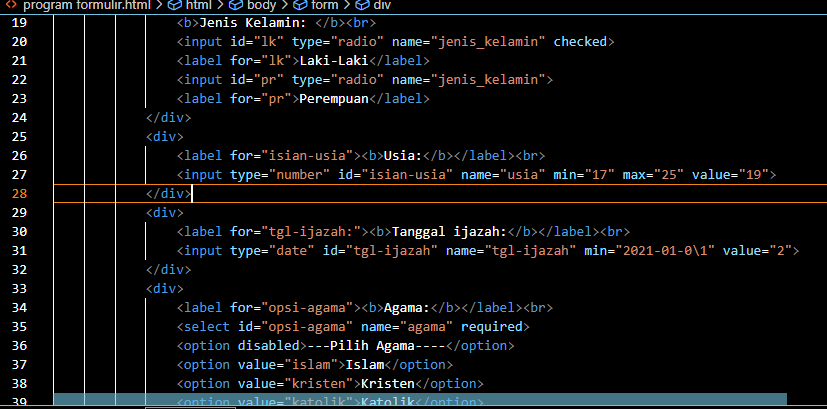 program formulir.html > html > body > form > div
19 <b>Jenis Kelamin: </b><br>
20 <input id="lk" type="radio" name="jenis_kelamin" checked>
21 <label for="lk">Laki-Laki</label>
22 <input id="pr" type="radio" name="jenis_kelamin">
23 <label for="pr">Perempuan</label>
24 </div>
25 <div>
26 <label for="isian-usia"><b>Usia:</b></label><br>
27 <input type="number" id="isian-usia" name="usia" min="17" max="25" value="19">
28 </div>
29 <div>
30 <label for="tgl-ijazah:"><b>Tanggal ijazah:</b></label><br>
31 <input type="date" id="tgl-ijazah" name="tgl-ijazah" min="2021-01-0\1" value="2">
32 </div>
33 <div>
34 <label for="opsi-agama"><b>Agama:</b></label><br>
35 <select id="opsi-agama" name="agama" required>
36 <option disabled>---Pilih Agama----</option>
37 <option value="islam">Islam</option>
38 <option value="kristen">Kristen</option>
39 <option value="katolik">Katolik</option>